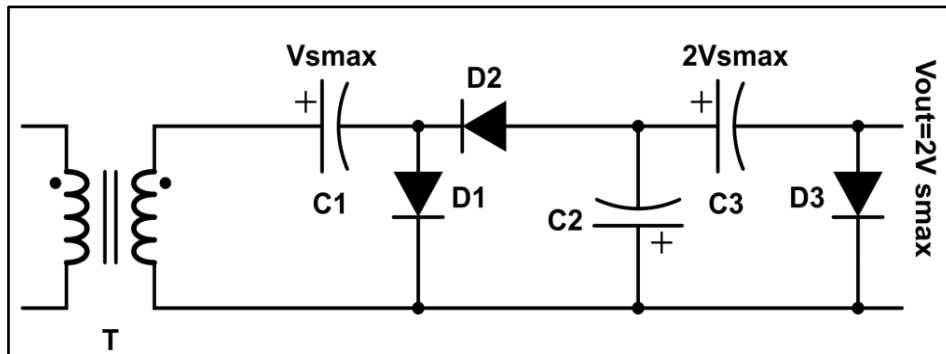 Vsmax
2Vsmax
D2
+
+
C1
D1
C2
+
C3
D3
Vout=2V smax
T